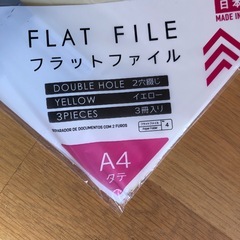 日本
MADE IN
FLAT FILE
フラットファイル
DOUBLE HOLE 2穴綴じ
YELLOW イエロー
3PIECES 3冊入り
4
A4
タテ